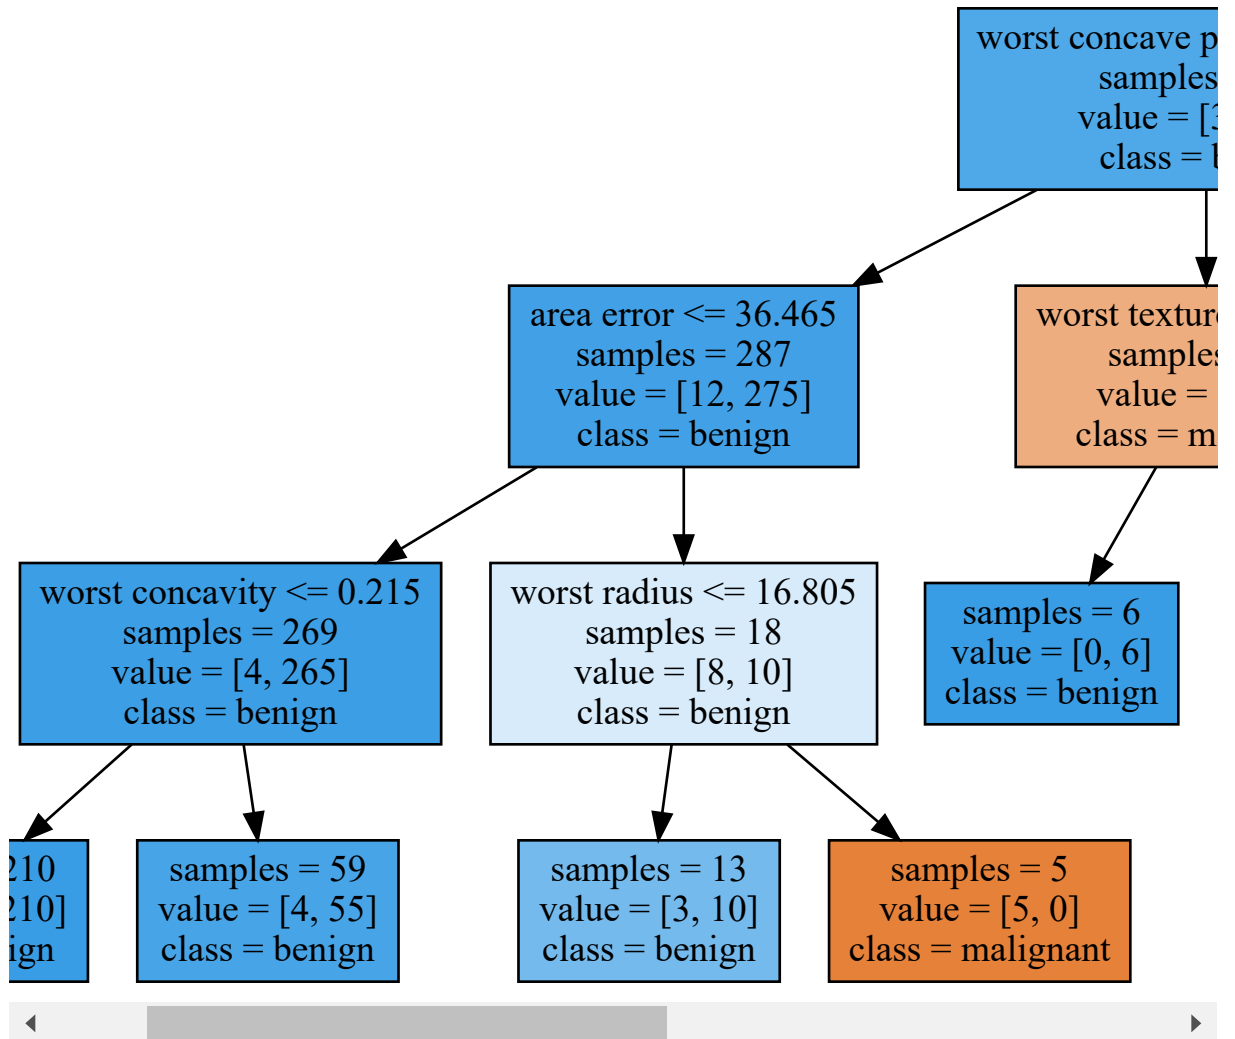 worst concave
samples
value = [3
class =
area error <= 36.465
samples = 287
value = [12, 275]
class = benign
worst
samples
value =
class =
worst concavity <= 0.215
samples = 269
value = [4, 265]
class = benign
worst radius <= 16.805
samples = 18
value = [8, 10]
class = benign
samples = 6
value = [0, 6]
class = benign
210
210]
ign
samples = 59
value = [4, 55]
class = benign
samples = 13
value = [3, 10]
class = benign
samples = 5
value = [5, 0]
class = malignant